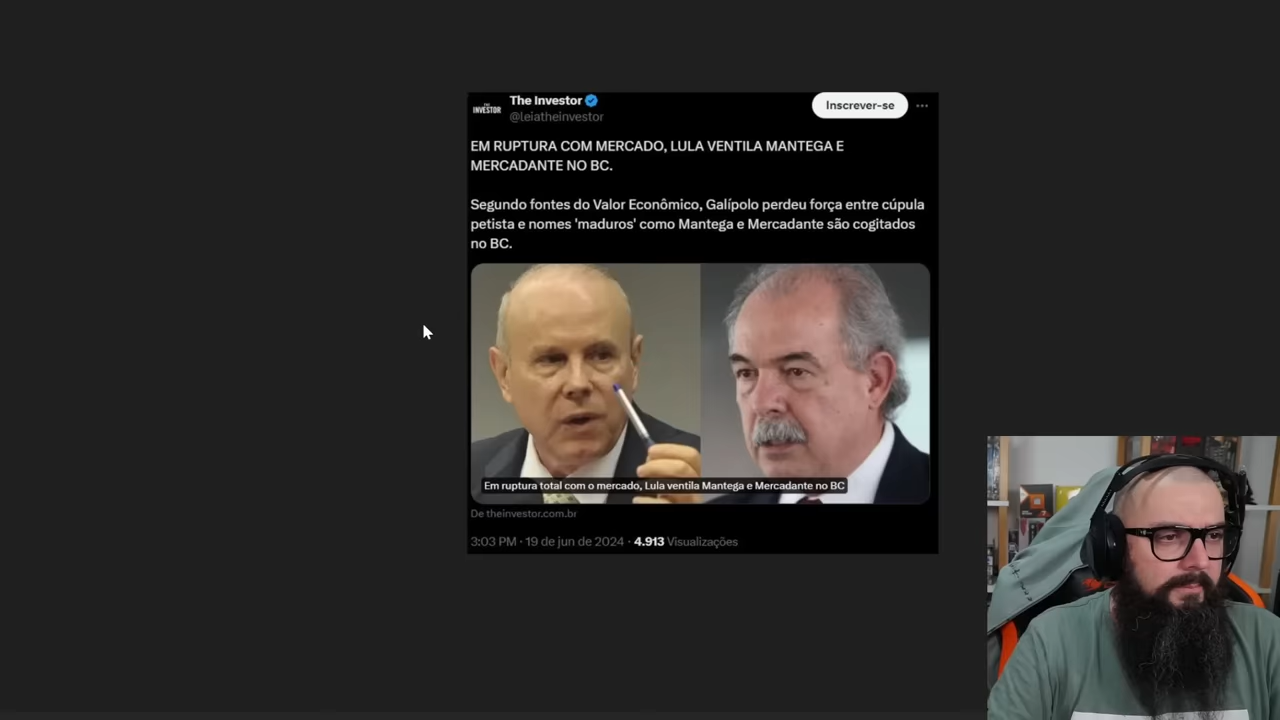 THE
INVESTOR
The Investor
@leiatheinvestor
Inscrever-se
EM RUPTURA COM MERCADO, LULA VENTILA MANTEGA E
MERCADANTE NO BC.
Segundo fontes do Valor Econômico, Galípolo perdeu força entre cúpula
petista e nomes 'maduros' como Mantega e Mercadante são cogitados
no BC.
Em ruptura total com o mercado, Lula ventila Mantega e Mercadante no BC
De theinvestor.com.br
3:03 PM · 19 de jun de 2024 · 4.913 Visualizações